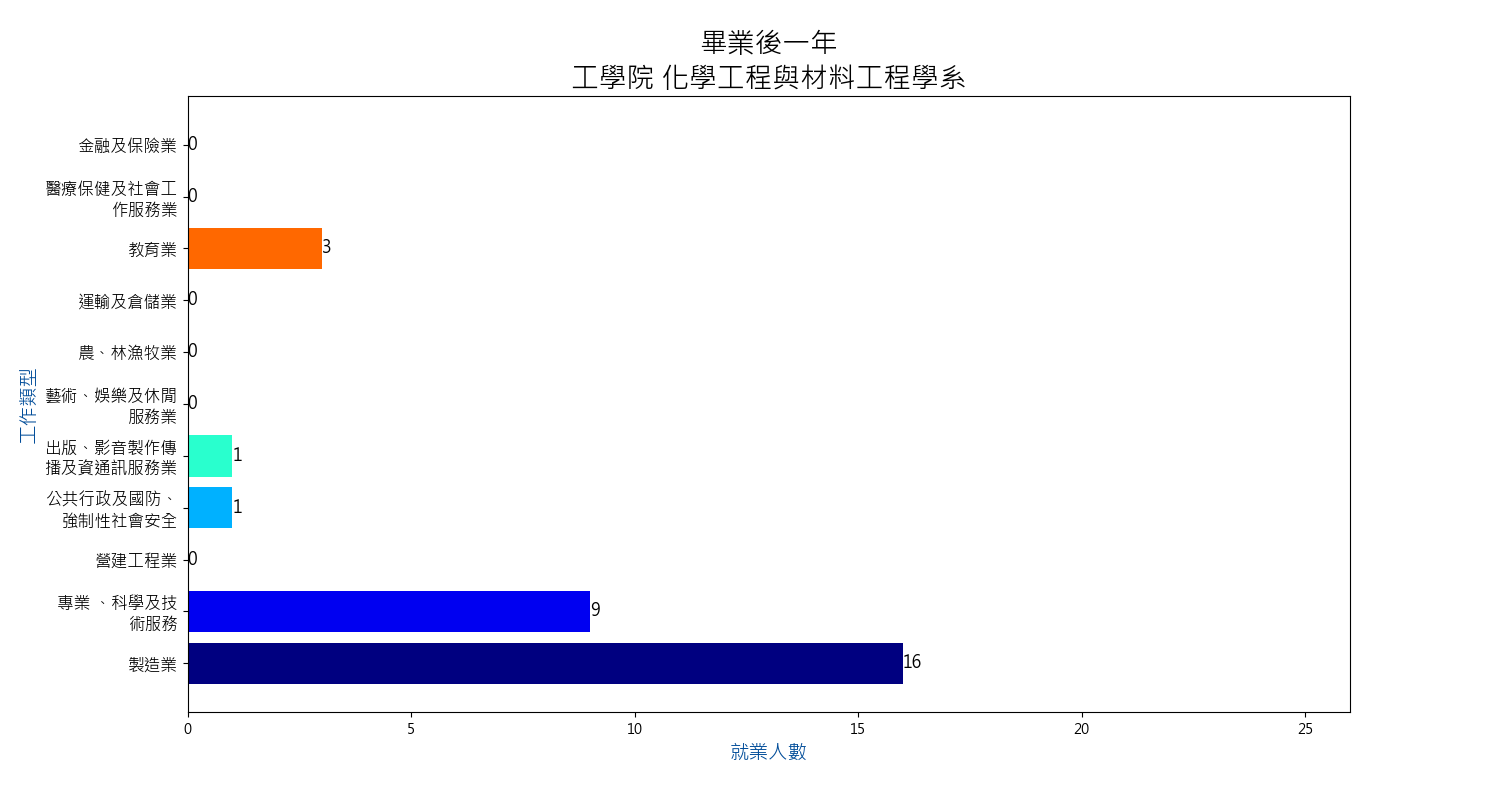 畢業後一年
工學院 化學工程與材料工程學系
金融及保險業
0
醫療保健及社會工
作服務業
0
教育業
3
運輸及倉儲業
0
農、林漁牧業
0
藝術、娛樂及休閒
服務業
0
出版、影音製作傳
播及資通訊服務業
1
公共行政及國防、
強制性社會安全
1
營建工程業
0
專業 、科學及技
術服務
9
製造業
16
工作類型
0 5 10 15 20 25
就業人數